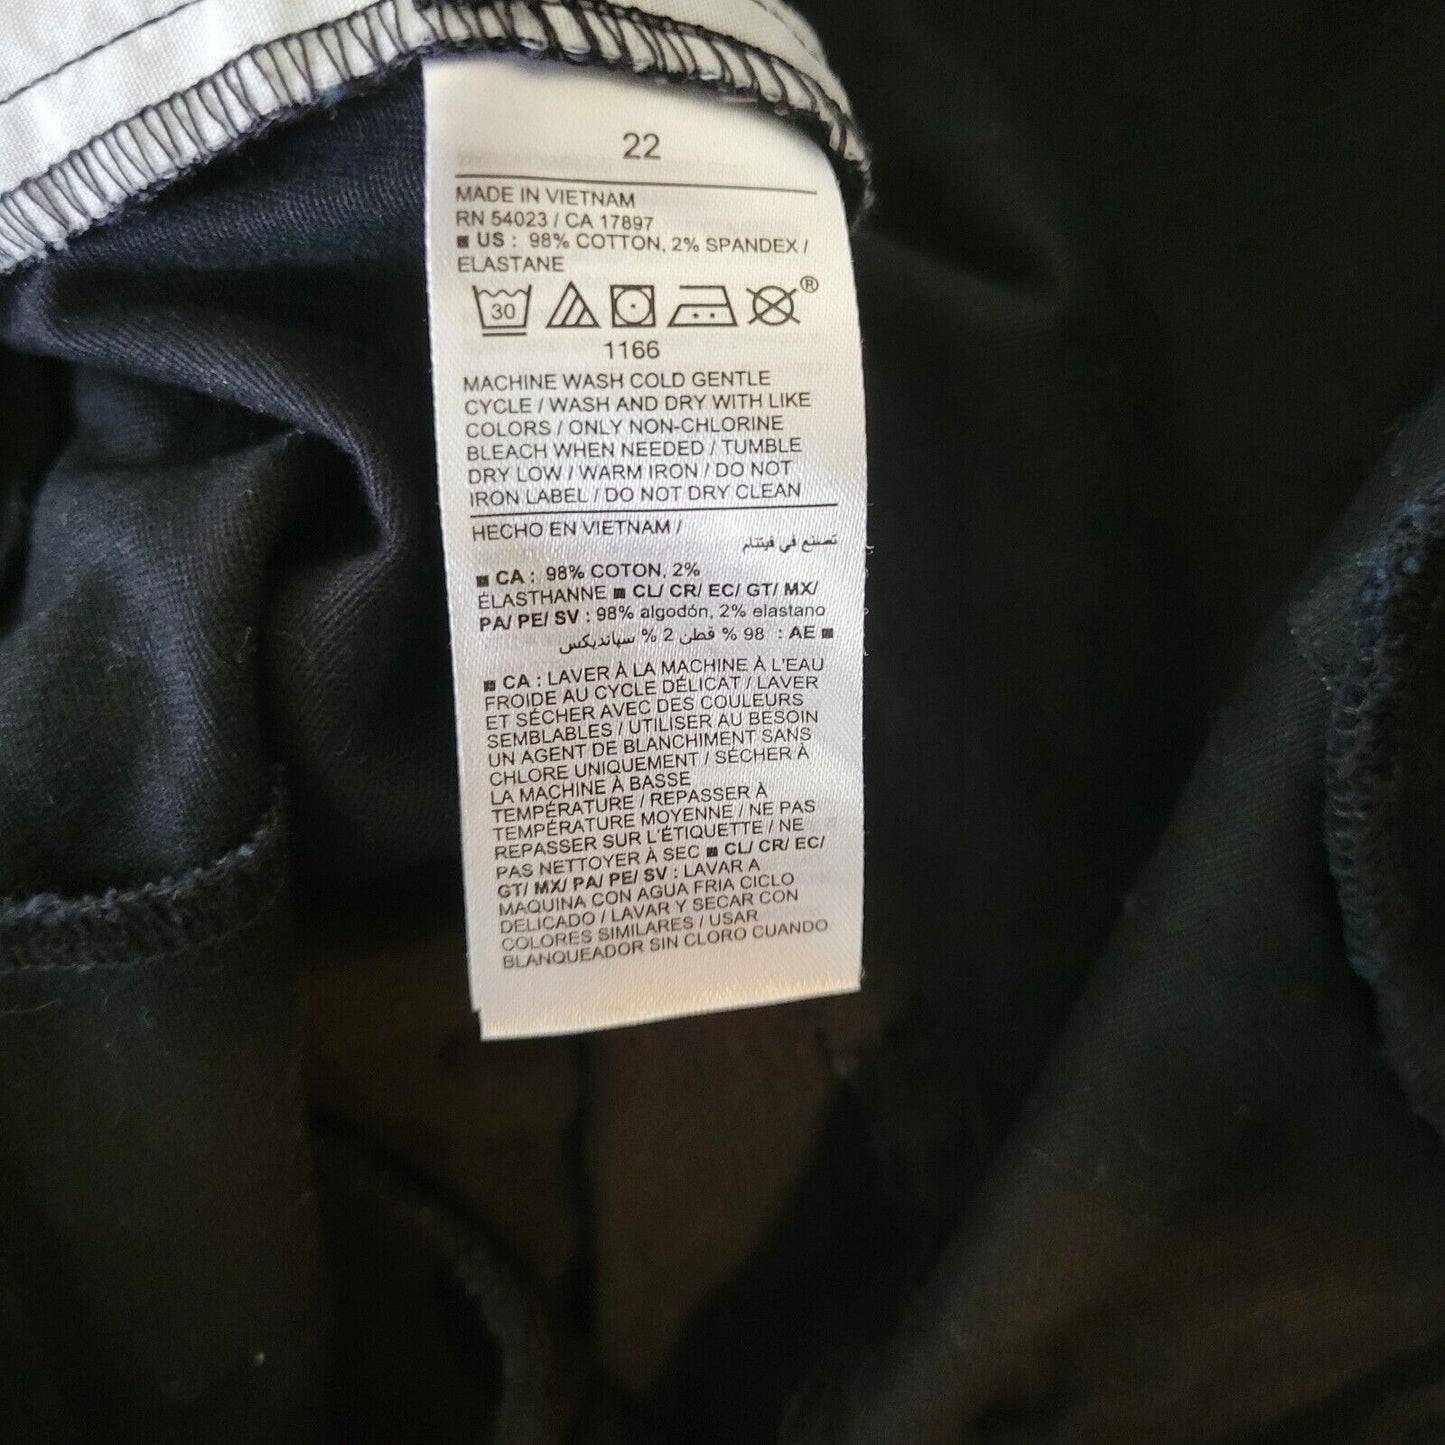 22
MADE IN VIETNAM
RN 54023 / CA 17897
■ US : 98% COTTON, 2% SPANDEX /
ELASTANE
30 ®
1166
MACHINE WASH COLD GENTLE
CYCLE / WASH AND DRY WITH LIKE
COLORS / ONLY NON-CHLORINE
BLEACH WHEN NEEDED / TUMBLE
DRY LOW / WARM IRON / DO NOT
IRON LABEL / DO NOT DRY CLEAN
HECHO EN VIETNAM /
تصنع في فيتنام
■ CA : 98% COTON, 2%
ÉLASTHANNE ■ CL/ CR/ EC/ GT/ MX/
PA/ PE/ SV : 98% algodón, 2% elastano
■ AE : 98 % قطن 2 % سباندیکس
■ CA : LAVER À LA MACHINE À L'EAU
FROIDE AU CYCLE DÉLICAT / LAVER
ET SÉCHER AVEC DES COULEURS
SEMBLABLES / UTILISER AU BESOIN
UN AGENT DE BLANCHIMENT SANS
CHLORE UNIQUEMENT / SÉCHER À
LA MACHINE À BASSE
TEMPÉRATURE / REPASSER À
TEMPÉRATURE MOYENNE / NE PAS
REPASSER SUR L'ÉTIQUETTE / NE
PAS NETTOYER À SEC ■ CL/ CR/ EC/
GT/ MX/ PA/ PE/ SV : LAVAR A
MAQUINA CON AGUA FRIA CICLO
DELICADO / LAVAR Y SECAR CON
COLORES SIMILARES / USAR
BLANQUEADOR SIN CLORO CUANDO